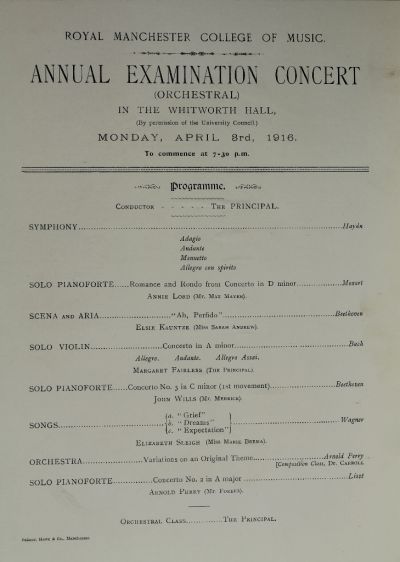 ROYAL MANCHESTER COLLEGE OF MUSIC.
ANNUAL EXAMINATION CONCERT
(ORCHESTRAL)
IN THE WHITWORTH HALL,
(By permission of the University Council.)
MONDAY, APRIL 3rd, 1916.
To commence at 7-30 p.m.
Programme.
CONDUCTOR - - - - - THE PRINCIPAL.
SYMPHONY....................Haydn
Adagio
Andante
Menuetto
Allegro con spirito
SOLO PIANOFORTE.....Romance and Rondo from Concerto in D minor...............Mozart
ANNIE LORD (MR. MAX MAYER).
SCENA AND ARIA....................."Ah, Perfido".....................Beethoven
ELSIE KAUNTZE (MISS SARAH ANDREW).
SOLO VIOLIN.....................Concerto in A minor.....................Bach
Allegro. Andante. Allegro Assai.
MARGARET FAIRLESS (THE PRINCIPAL).
SOLO PIANOFORTE.....Concerto No. 3 in C minor (1st movement).....................Beethoven
JOHN WILLS (MR. MERRICK).
SONGS.....................
(a. "Grief"
(b. "Dreams"
(c. "Expectation")
Wagner
ELIZABETH SLEIGH (MISS MARIE BREMA).
ORCHESTRA.....................Variations on an Original Theme.....................Arnold Perry
[Composition Class, DR. CARROLL
SOLO PIANOFORTE.....................Concerto No. 2 in A major.....................Liszt
ARNOLD PERRY (MR. FORBES).
ORCHESTRAL CLASS............THE PRINCIPAL.
& Co., Manchester